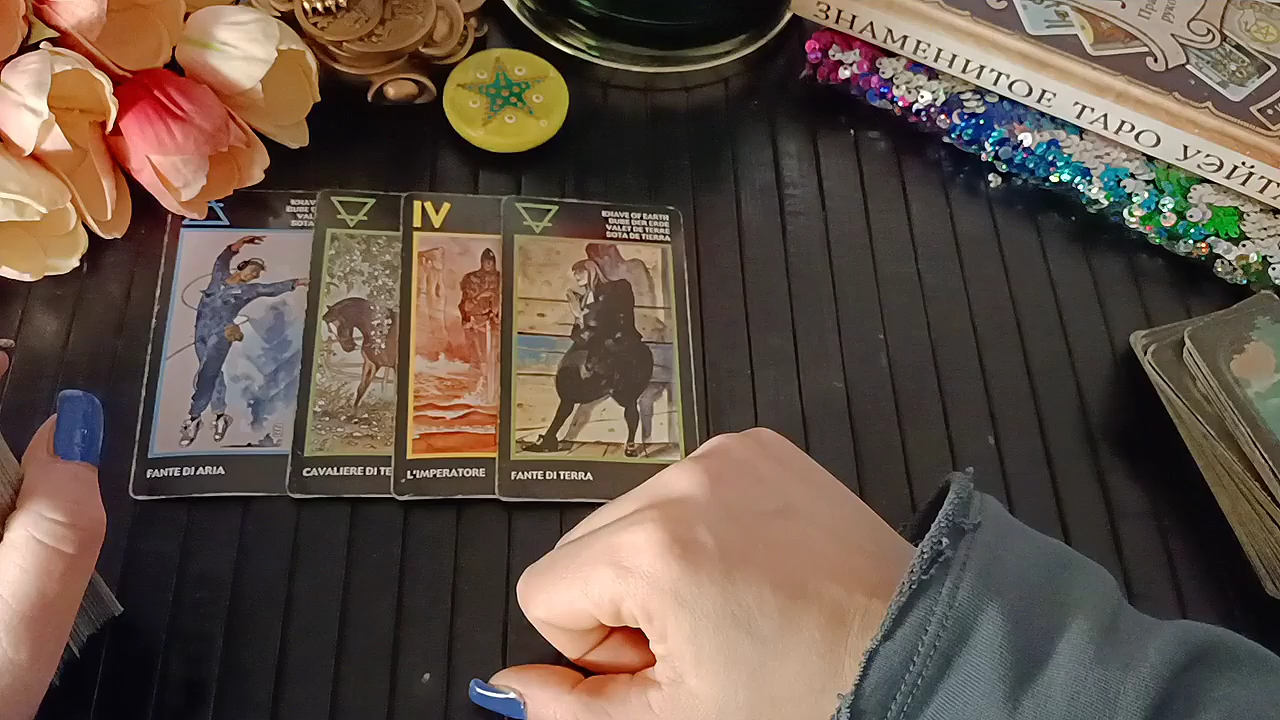 ЗНАМЕНИТОЕ ТАРО УЭЙТА
IV
KNAVE OF EARTH
BUBE DER ERDE
VALET DE TERRE
SOTA DE TIERRA
FANTE DI ARIA
CAVALIERE DI TE
L'IMPERATORE
FANTE DI TERRA